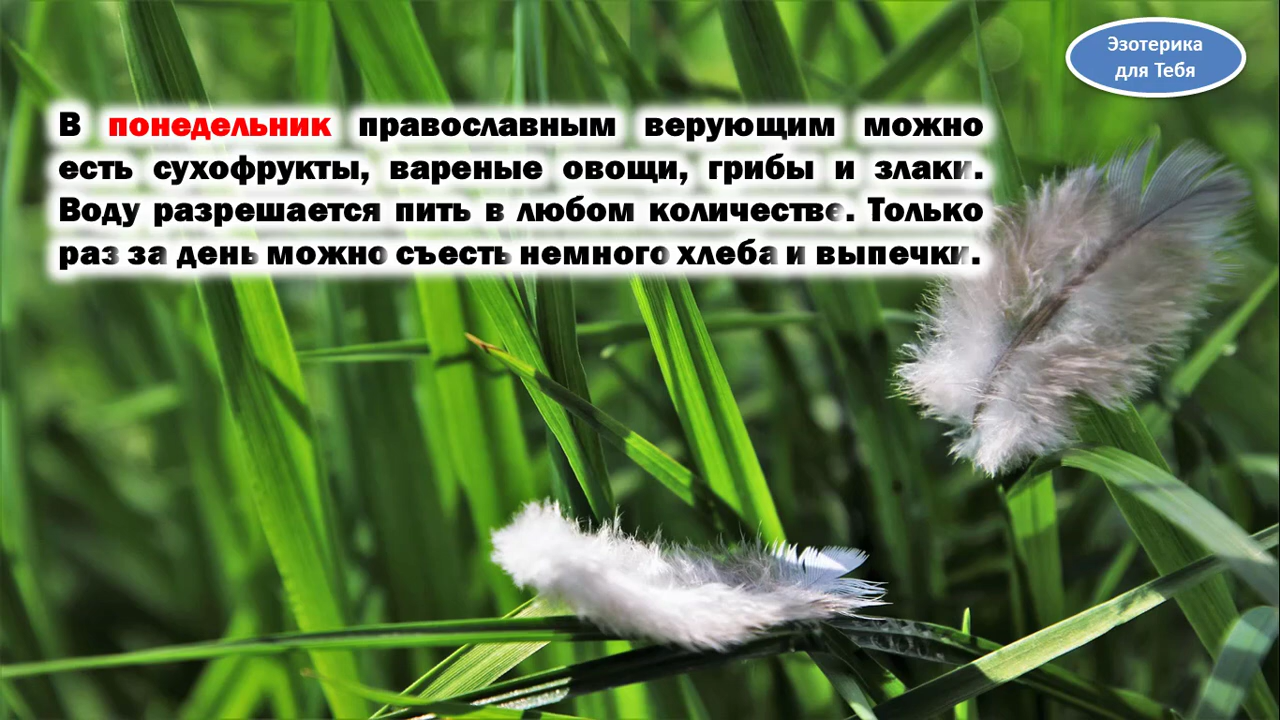 Эзотерика
для Тебя
В понедельник православным верующим можно
есть сухофрукты, вареные овощи, грибы и злаки.
Воду разрешается пить в любом количестве. Только
раз за день можно съесть немного хлеба и выпечки.